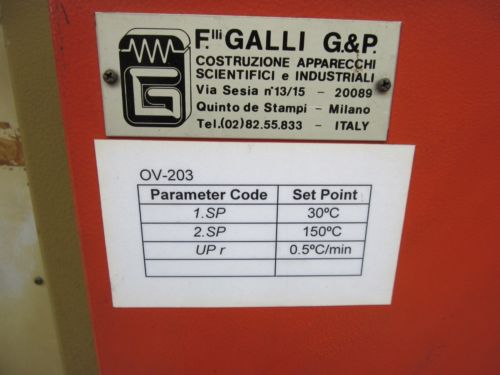 F.lli GALLI G.&P.
COSTRUZIONE APPARECCHI
SCIENTIFICI e INDUSTRIALI
Via Sesia n°13/15 - 20089
Quinto de Stampi - Milano
Tel.(02)82.55.833 - ITALY
G
OV-203
Parameter Code Set Point
1.SP 30ºC
2.SP 150ºC
UP r 0.5ºC/min